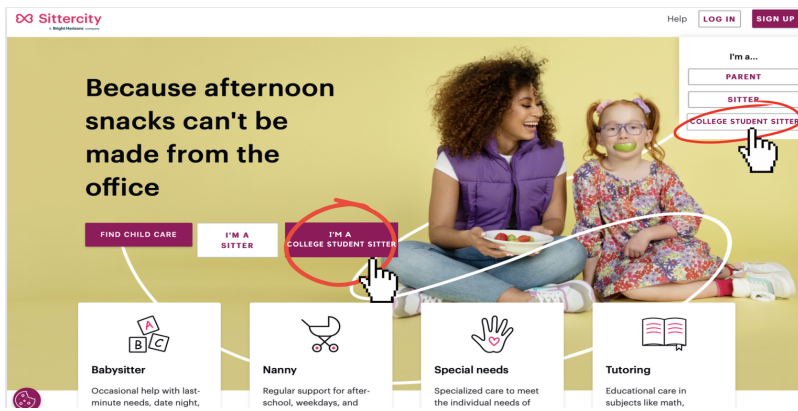 Sittercity
a Bright Horizons company
Help
LOG IN
SIGN UP
I'm a...
PARENT
SITTER
COLLEGE STUDENT SITTER
Because afternoon
snacks can't be
made from the
office
FIND CHILD CARE
I'M A
SITTER
I'M A
COLLEGE STUDENT SITTER
A
B
C
Babysitter
Occasional help with last-
minute needs, date night,
Nanny
Regular support for after-
school, weekdays, and
Special needs
Specialized care to meet
the individual needs of
Tutoring
Educational care in
subjects like math,